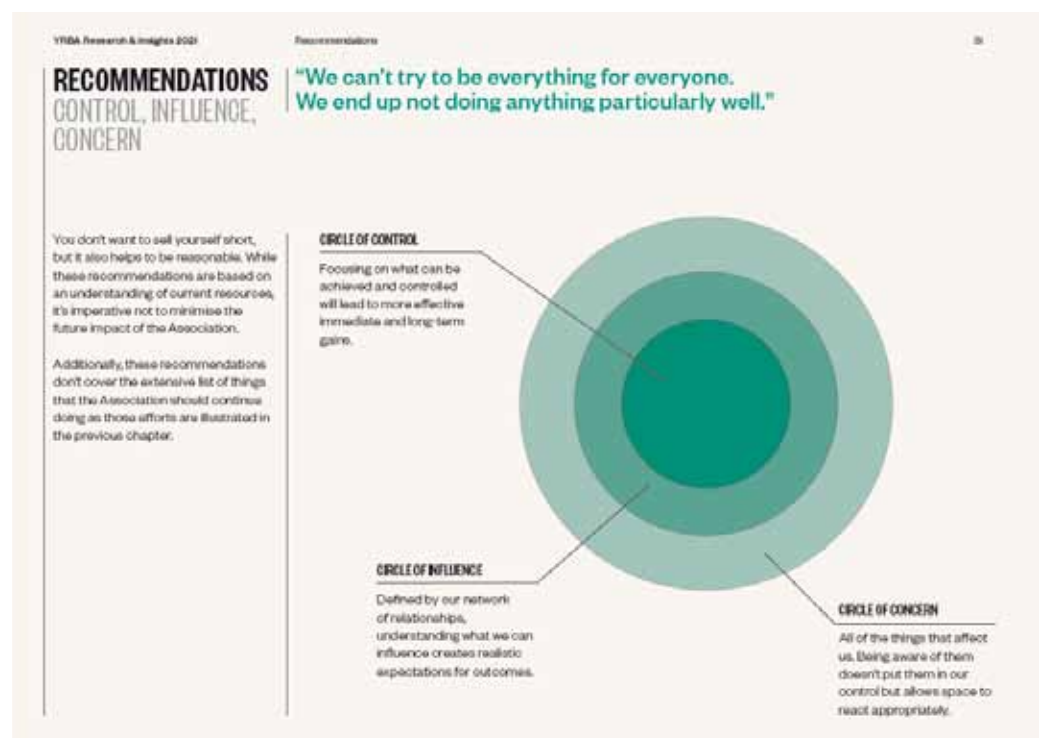 YRBA Research & Insights 2021
Recommendations
RECOMMENDATIONS
CONTROL, INFLUENCE,
CONCERN
“We can’t try to be everything for everyone.
We end up not doing anything particularly well.”
You don’t want to sell yourself short,
but it also helps to be reasonable. While
these recommendations are based on
an understanding of current resources,
it’s imperative not to minimise the
future impact of the Association.
Additionally, these recommendations
don’t cover the extensive list of things
that the Association should continue
doing as those efforts are illustrated in
the previous chapter.
CIRCLE OF CONTROL
Focusing on what can be
achieved and controlled
will lead to more effective
immediate and long-term
gains.
CIRCLE OF INFLUENCE
Defined by our network
of relationships,
understanding what we can
influence creates realistic
expectations for outcomes.
CIRCLE OF CONCERN
All of the things that affect
us. Being aware of them
doesn’t put them in our
control but allows space to
react appropriately.